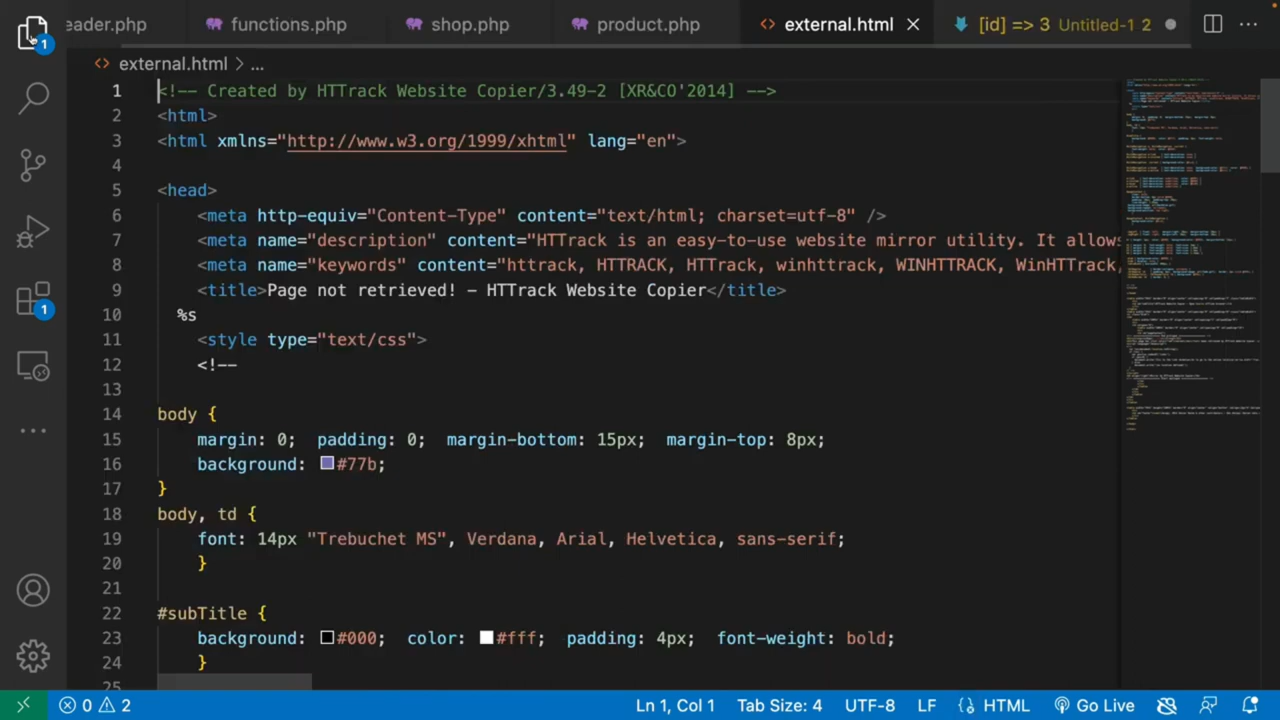 eader.php functions.php shop.php product.php external.html [id] => 3 Untitled-1 2
external.html > ...
1 <!-- Created by HTTrack Website Copier/3.49-2 [XR&CO'2014] -->
2 <html>
3 <html xmlns="http://www.w3.org/1999/xhtml" lang="en">
4
5 <head>
6 <meta http-equiv="Content-Type" content="text/html; charset=utf-8" />
7 <meta name="description" content="HTTrack is an easy-to-use website mirror utility. It allows
8 <meta name="keywords" content="httrack, HTTRACK, HTTrack, winhttrack, WINHTTRACK, WinHTTrack,
9 <title>Page not retrieved! - HTTrack Website Copier</title>
10 %s
11 <style type="text/css">
12 <!--
13
14 body {
15 margin: 0; padding: 0; margin-bottom: 15px; margin-top: 8px;
16 background: #77b;
17 }
18 body, td {
19 font: 14px "Trebuchet MS", Verdana, Arial, Helvetica, sans-serif;
20 }
21
22 #subTitle {
23 background: #000; color: #fff; padding: 4px; font-weight: bold;
24 }
25
1
1
0 2 Ln 1, Col 1 Tab Size: 4 UTF-8 LF HTML Go Live